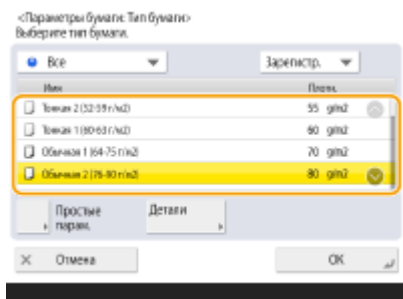 <Параметры бумаги: Тип бумаги>
Выберите тип бумаги.
Все
Зарегистр.
Имя Плотн.
Тонкая 2 (52-59 г/м2) 55 g/m2
Тонкая 1 (60-63 г/м2) 60 g/m2
Обычная 1 (64-75 г/м2) 70 g/m2
Обычная 2 (76-90 г/м2) 80 g/m2
Простые парам.
Детали
Отмена
OK